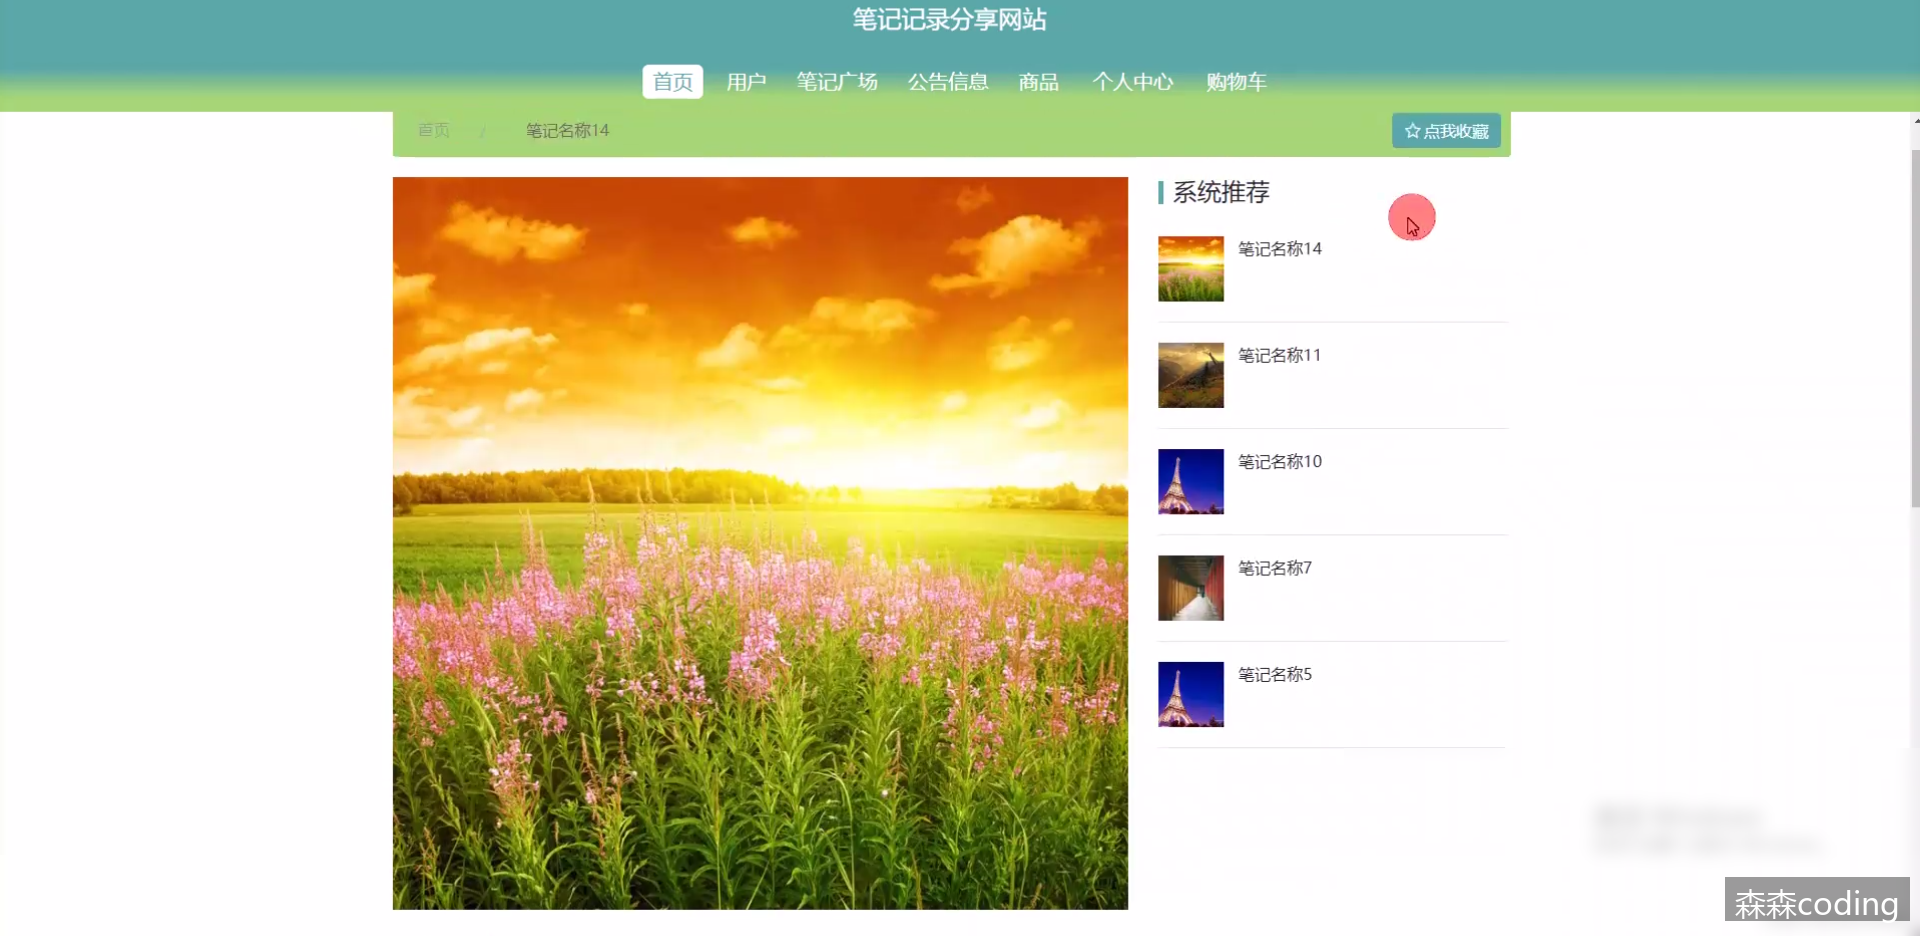 笔记记录分享网站
首页 用户 笔记广场 公告信息 商品 个人中心 购物车
首页 / 笔记名称14 点我收藏
系统推荐
笔记名称14
笔记名称11
笔记名称10
笔记名称7
笔记名称5
森森coding